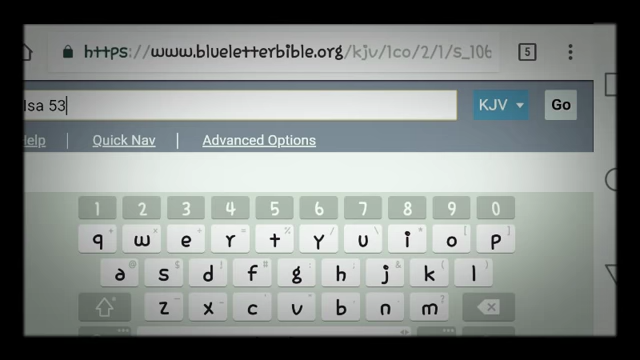 https://www.blueletterbible.org/kjv/1co/2/1/s_106
5
Isa 53
KJV
Go
Help | Quick Nav | Advanced Options
1 2 3 4 5 6 7 8 9 0
q w e r t y u i o p
a s d f g h j k l
z x c v b n m